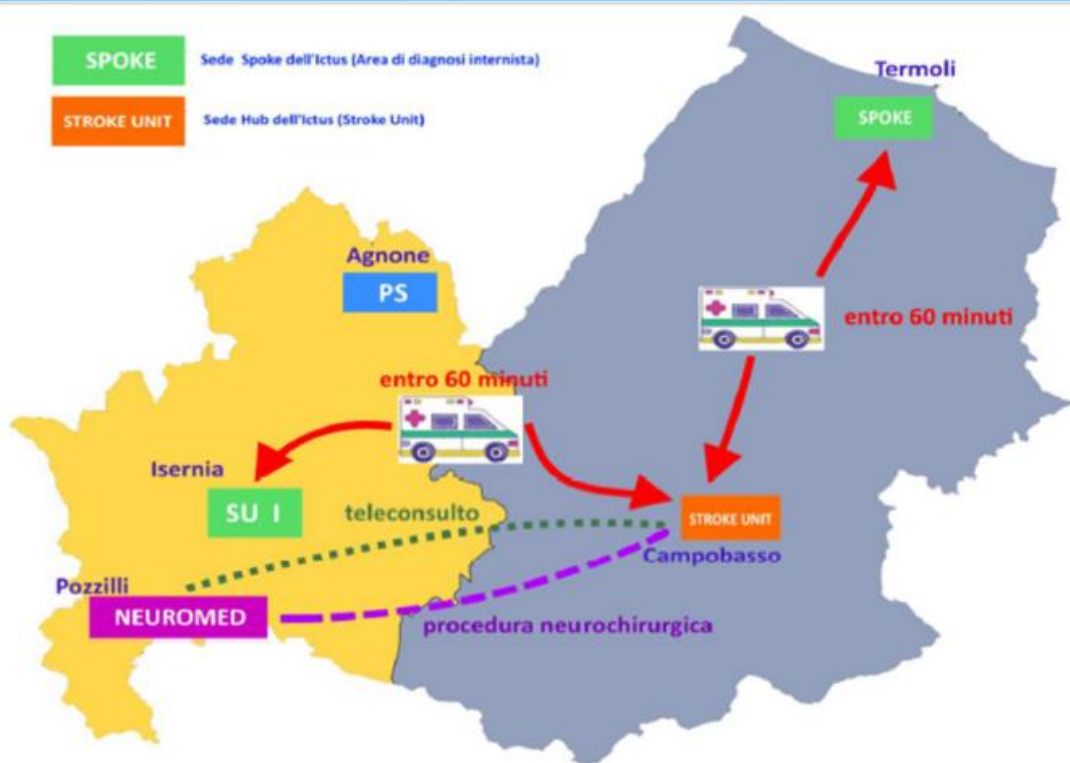 SPOKE
Sede Spoke dell'Ictus (Area di diagnosi internista)
STROKE UNIT
Sede Hub dell'Ictus (Stroke Unit)
Termoli
SPOKE
Agnone
PS
entro 60 minuti
entro 60 minuti
Isernia
SU I
teleconsulto
STROKE UNIT
Campobasso
Pozzilli
NEUROMED
procedura neurochirurgica